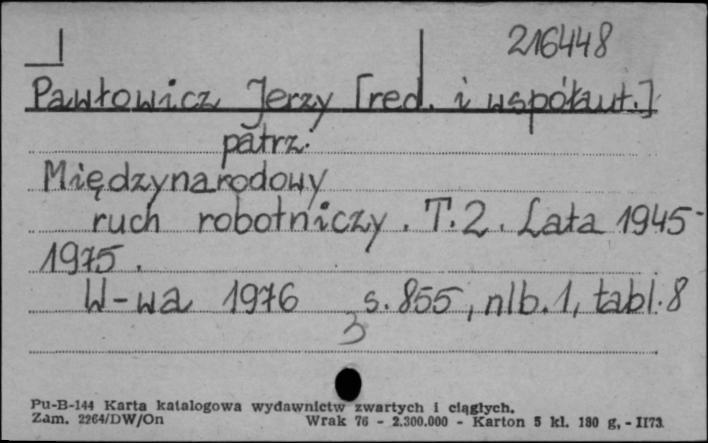 216448
Pawłowicz Jerzy [red. i współaut.]
patrz:
Międzynarodowy
ruch robotniczy. T.2. Lata 1945-
1975.
W-wa 1976 s. 855, nlb. 1, tabl. 8
3
Pu-B-144 Karta katalogowa wydawnictw zwartych i ciągłych.
Zam. 2264/DW/On Wrak 76 - 2.300.000 - Karton 5 kl. 180 g. - II73